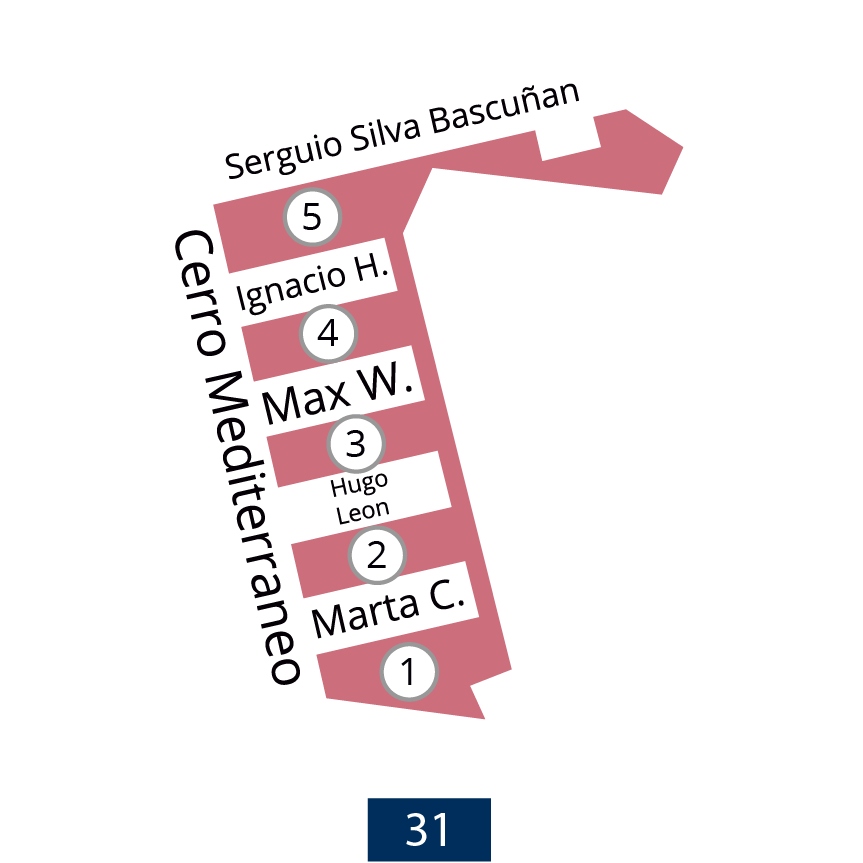 Serguio Silva Bascuñan
Cerro Mediterraneo
5
Ignacio H.
4
Max W.
3
Hugo
Leon
2
Marta C.
1
31